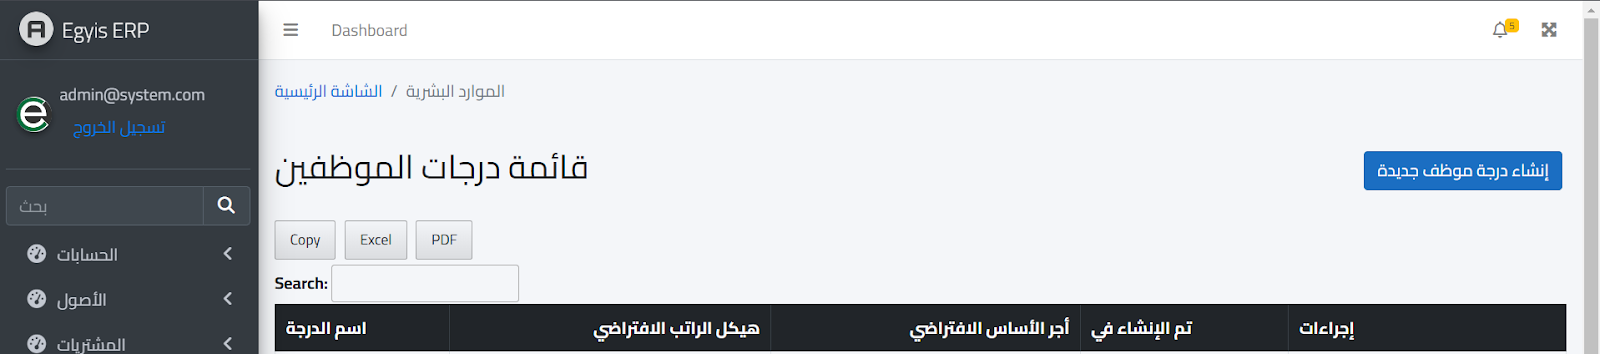 Egyis ERP
Dashboard
5
admin@system.com
تسجيل الخروج
بحث
الحسابات
الأصول
المشتريات
الشاشة الرئيسية / الموارد البشرية
قائمة درجات الموظفين
إنشاء درجة موظف جديدة
Copy Excel PDF
Search:
اسم الدرجة هيكل الراتب الافتراضي أجر الأساس الافتراضي تم الإنشاء في إجراءات